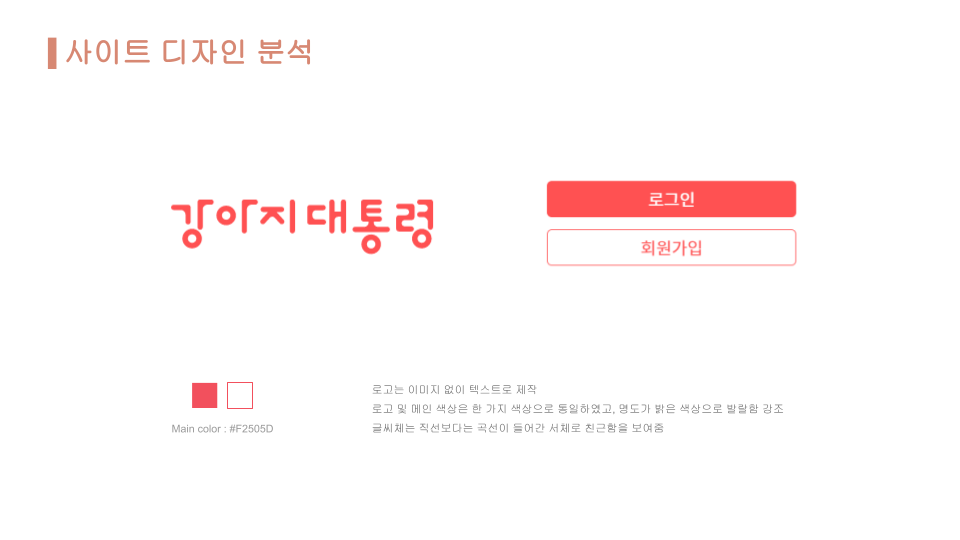 사이트 디자인 분석
강아지대통령
로그인
회원가입
로고는 이미지 없이 텍스트로 제작
로고 및 메인 색상은 한 가지 색상으로 통일하였고, 명도가 밝은 색상으로 발랄함 강조
글씨체는 직선보다는 곡선이 들어간 서체로 친근함을 보여줌
Main color : #F2505D